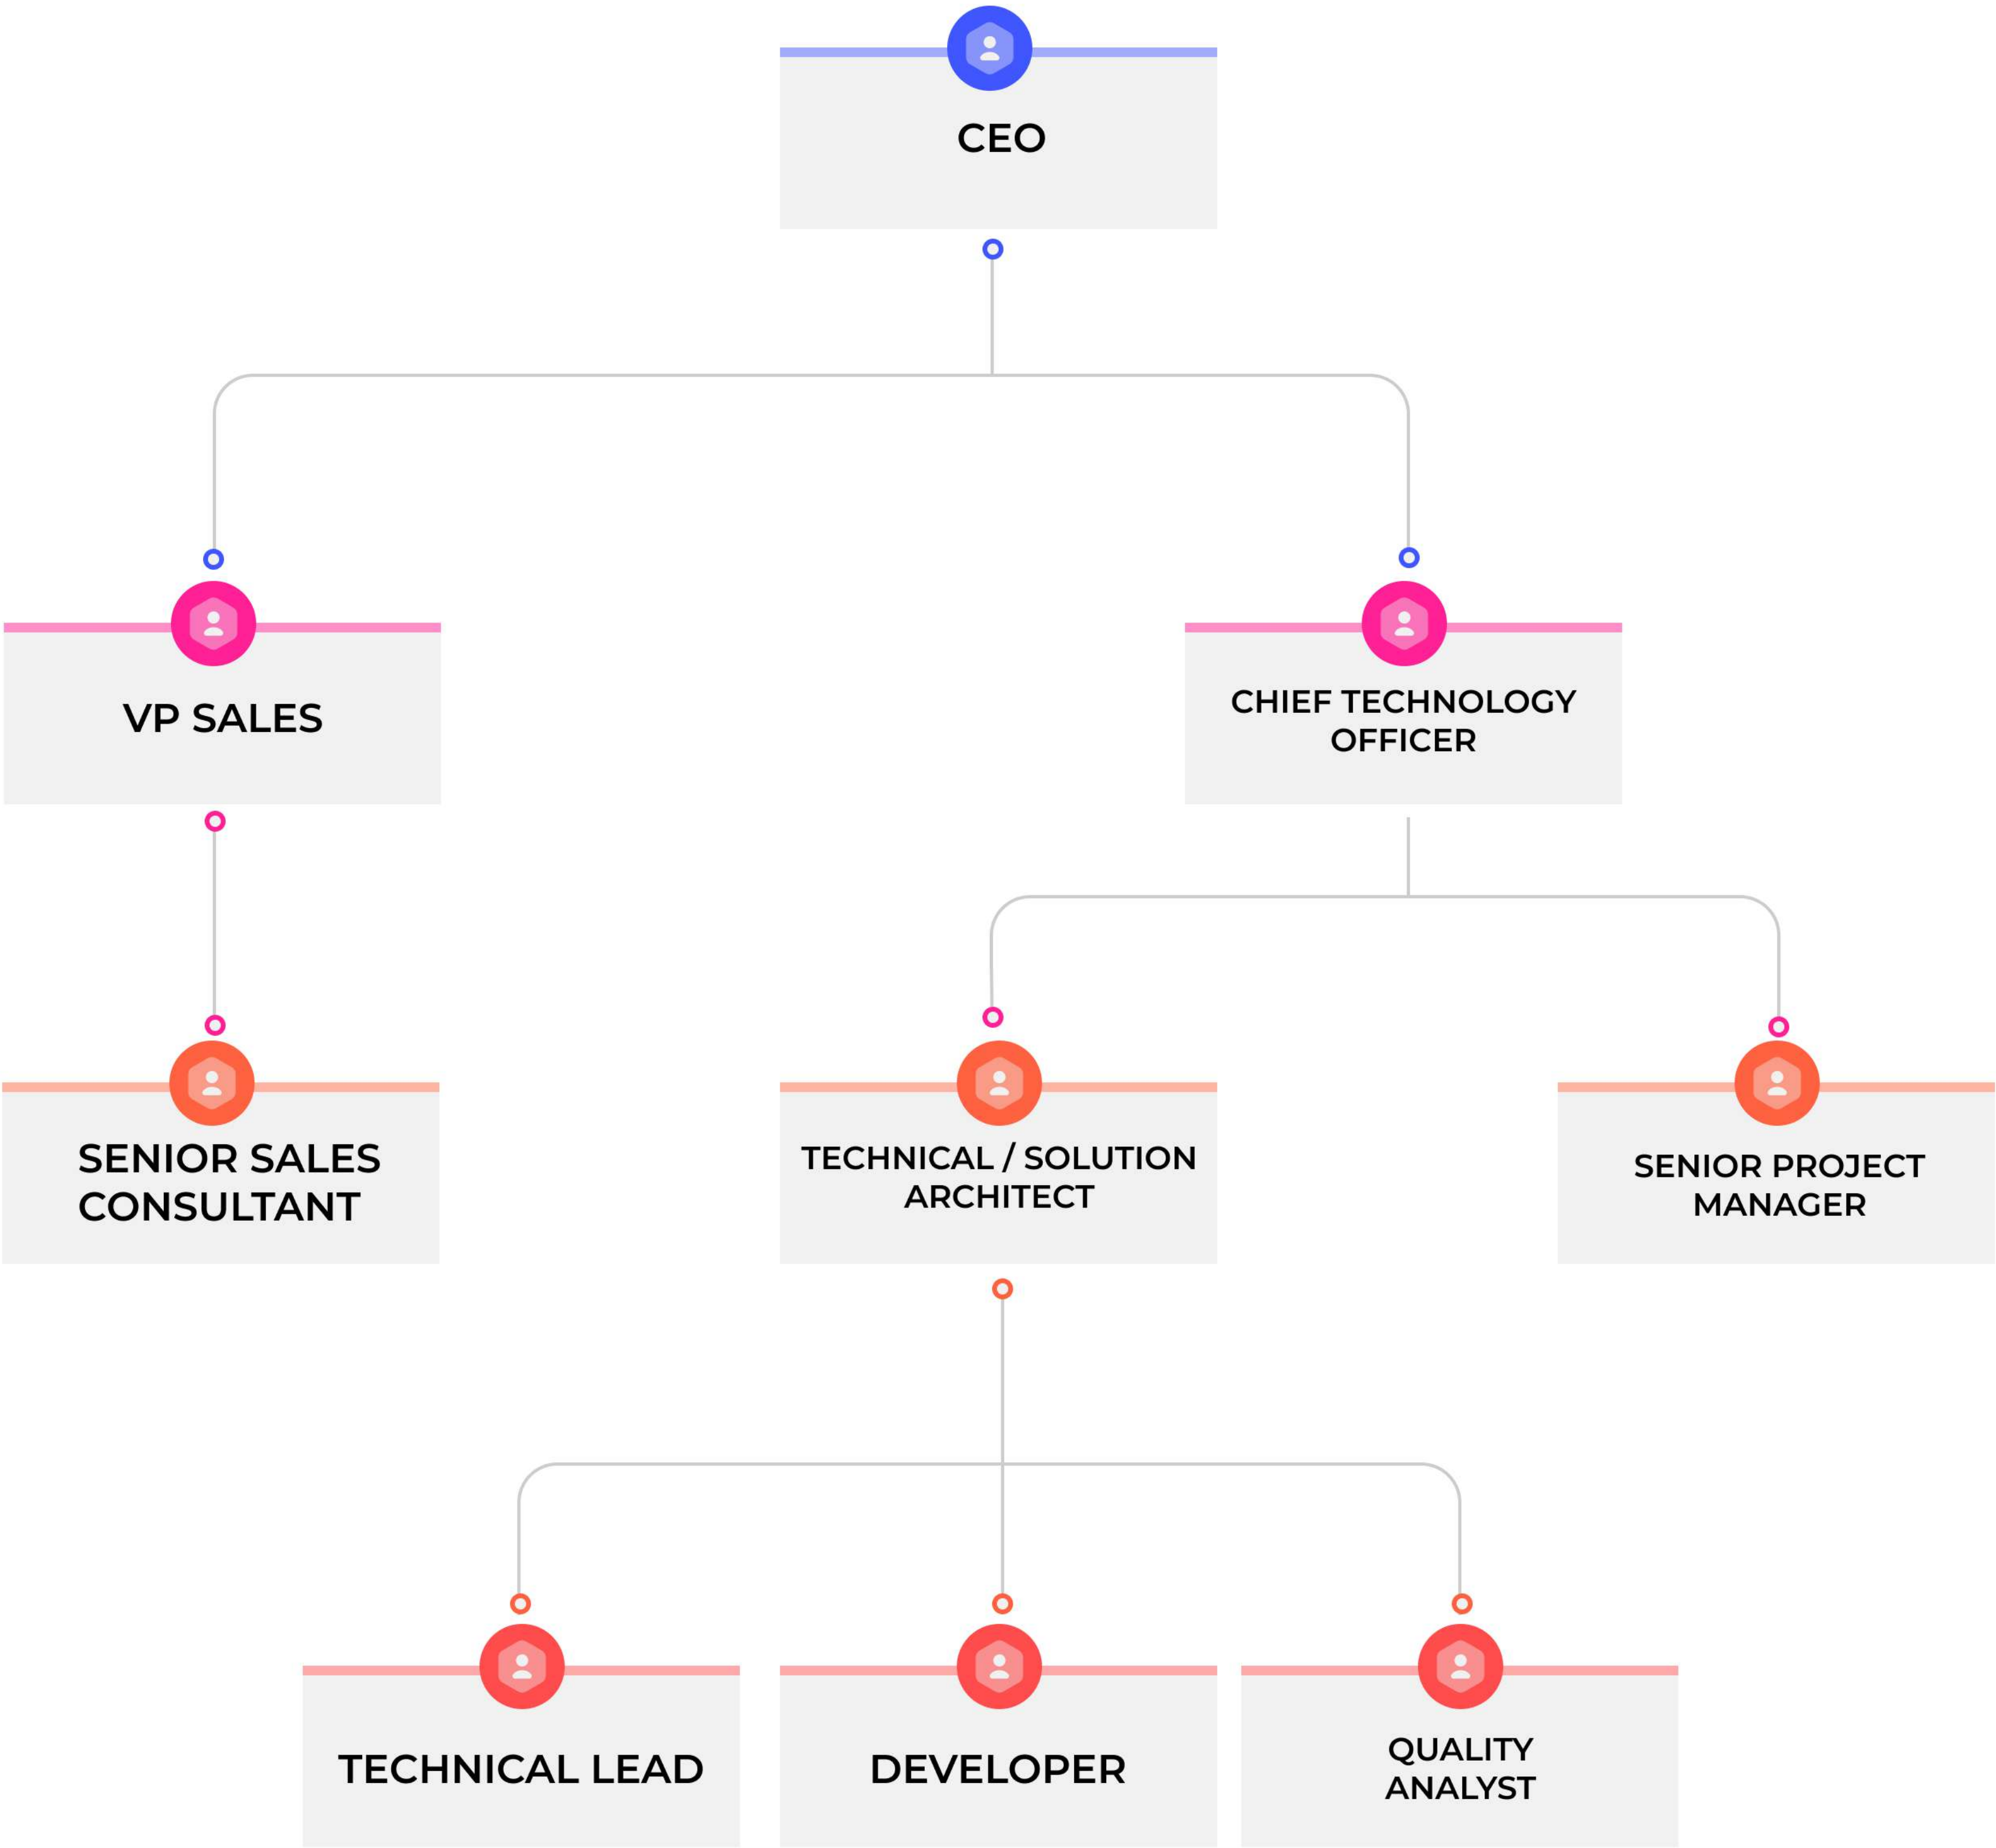 CEO
VP SALES
CHIEF TECHNOLOGY
OFFICER
SENIOR SALES
CONSULTANT
TECHNICAL / SOLUTION
ARCHITECT
SENIOR PROJECT
MANAGER
TECHNICAL LEAD
DEVELOPER
QUALITY
ANALYST